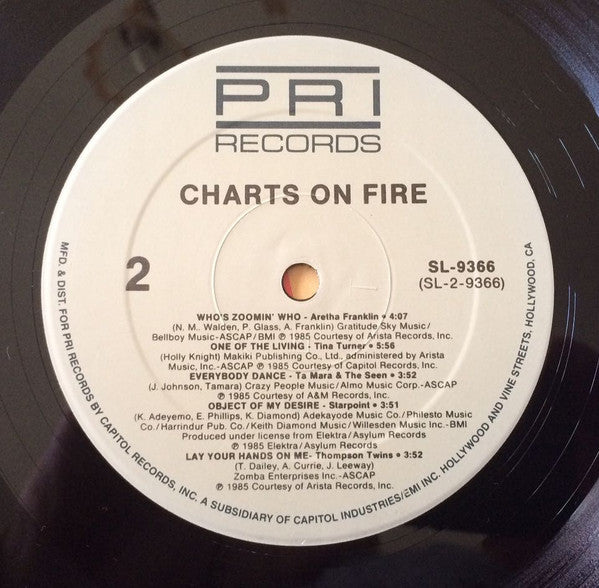 PRI
RECORDS
CHARTS ON FIRE
2
SL-9366
(SL-2-9366)
WHO'S ZOOMIN' WHO - Aretha Franklin • 4:07
(N. M. Walden, P. Glass, A. Franklin) Gratitude Sky Music/
Bellboy Music-ASCAP/BMI ℗ 1985 Courtesy of Arista Records, Inc.
ONE OF THE LIVING - Tina Turner • 5:56
(Holly Knight) Makiki Publishing Co., Ltd., administered by Arista
Music, Inc.-ASCAP ℗ 1985 Courtesy of Capitol Records, Inc.
EVERYBODY DANCE - Ta Mara & The Seen • 3:52
(J. Johnson, Tamara) Crazy People Music/Almo Music Corp.-ASCAP
℗ 1985 Courtesy of A&M Records, Inc.
OBJECT OF MY DESIRE - Starpoint • 3:51
(K. Adeyemo, E. Phillips, K. Diamond) Adekayode Music Co./Philesto Music
Co./Harrindur Pub. Co./Keith Diamond Music/Willesden Music Inc.-BMI
Produced under license from Elektra/Asylum Records
℗ 1985 Elektra/Asylum Records
LAY YOUR HANDS ON ME- Thompson Twins • 3:52
(T. Dailey, A. Currie, J. Leeway)
Zomba Enterprises Inc.-ASCAP
℗ 1985 Courtesy of Arista Records, Inc.
MFD. & DIST. FOR PRI RECORDS BY CAPITOL RECORDS, INC. A SUBSIDIARY OF CAPITOL INDUSTRIES/EMI INC. HOLLYWOOD AND VINE STREETS, HOLLYWOOD, CA